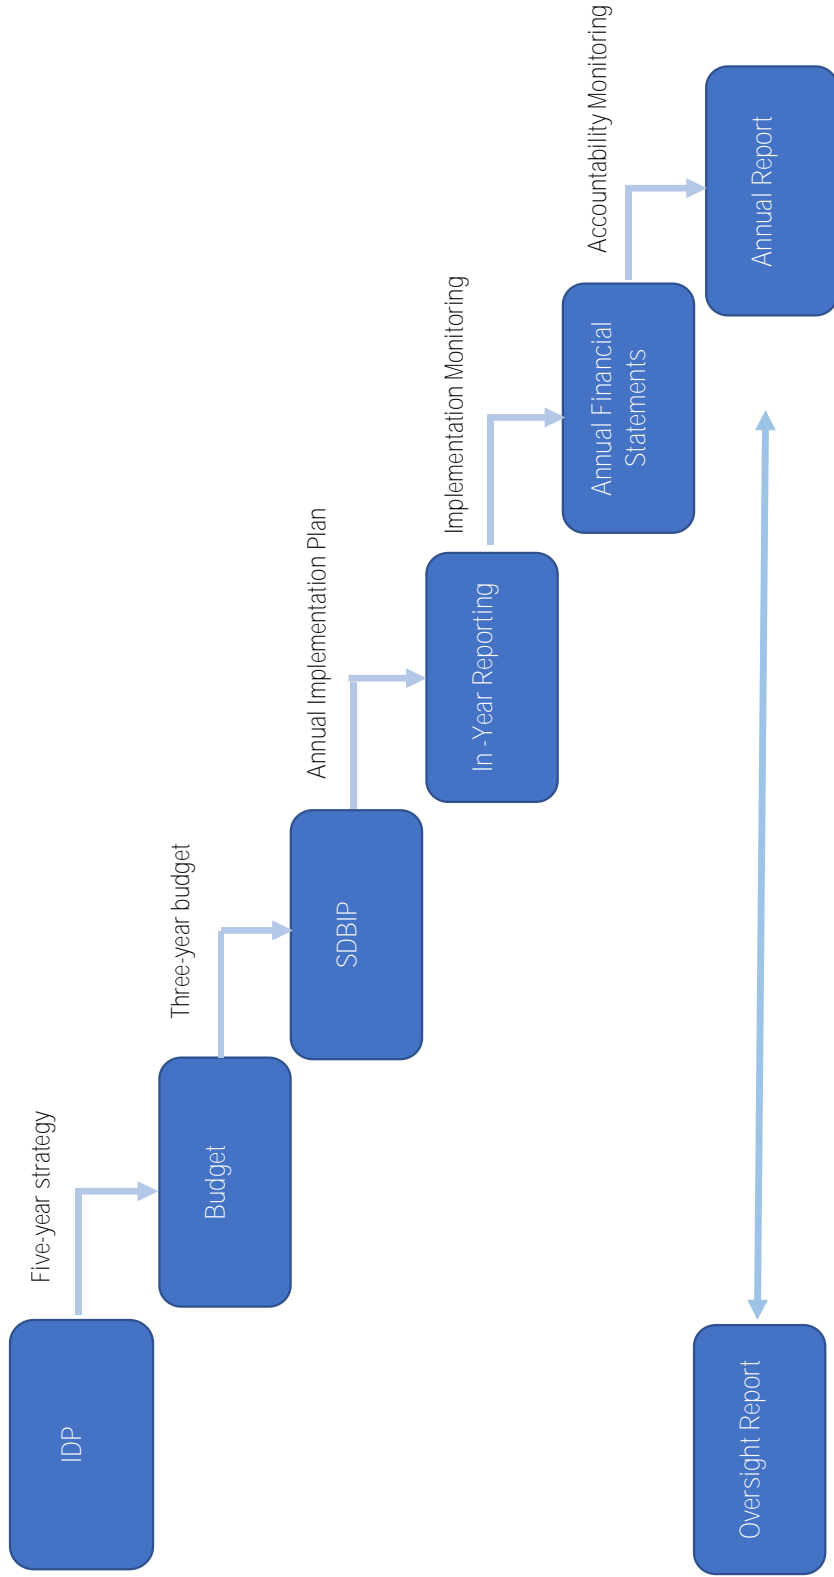 IDP
Five-year strategy
Budget
Three-year budget
SDBIP
Annual Implementation Plan
In -Year Reporting
Implementation Monitoring
Annual Financial
Statements
Accountability Monitoring
Annual Report
Oversight Report